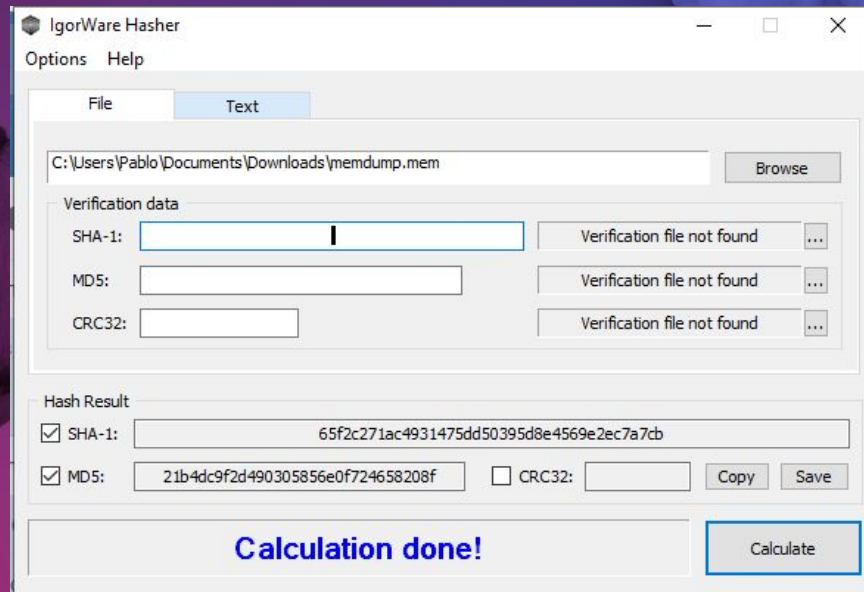 IgorWare Hasher
Options Help
File Text
C:\Users\Pablo\Documents\Downloads\memdump.mem Browse
Verification data
SHA-1: Verification file not found ...
MD5: Verification file not found ...
CRC32: Verification file not found ...
Hash Result
SHA-1: 65f2c271ac4931475dd50395d8e4569e2ec7a7cb
MD5: 21b4dc9f2d490305856e0f724658208f CRC32: Copy Save
Calculation done! Calculate